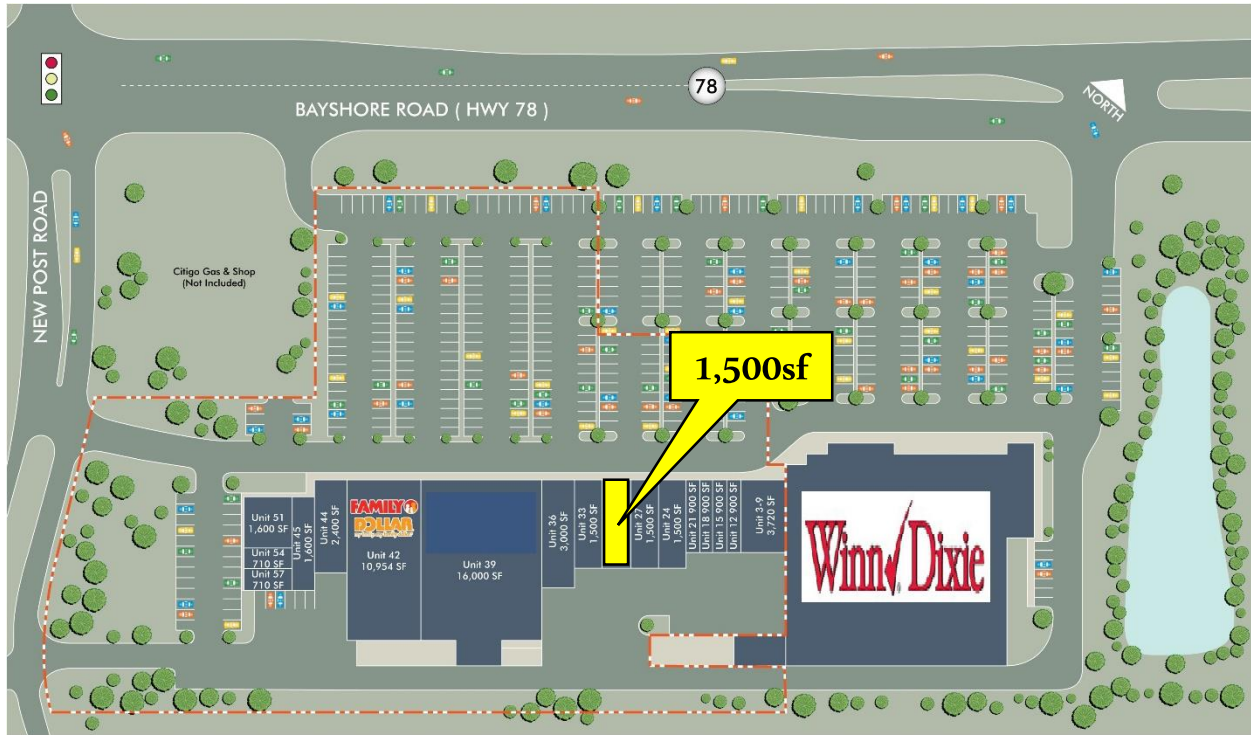 78
BAYSHORE ROAD ( HWY 78 )
NORTH
NEW POST ROAD
Citigo Gas & Shop
(Not Included)
1,500sf
Unit 51
1,600 SF
Unit 54
710 SF
Unit 57
710 SF
Unit 45
1,600 SF
Unit 44
2,400 SF
FAMILY
DOLLAR
Unit 42
10,954 SF
Unit 39
16,000 SF
Unit 36
3,000 SF
Unit 33
1,500 SF
Unit 27
1,500 SF
Unit 24
1,500 SF
Unit 21 900 SF
Unit 18 900 SF
Unit 15 900 SF
Unit 12 900 SF
Unit 3-9
3,720 SF
Winn Dixie